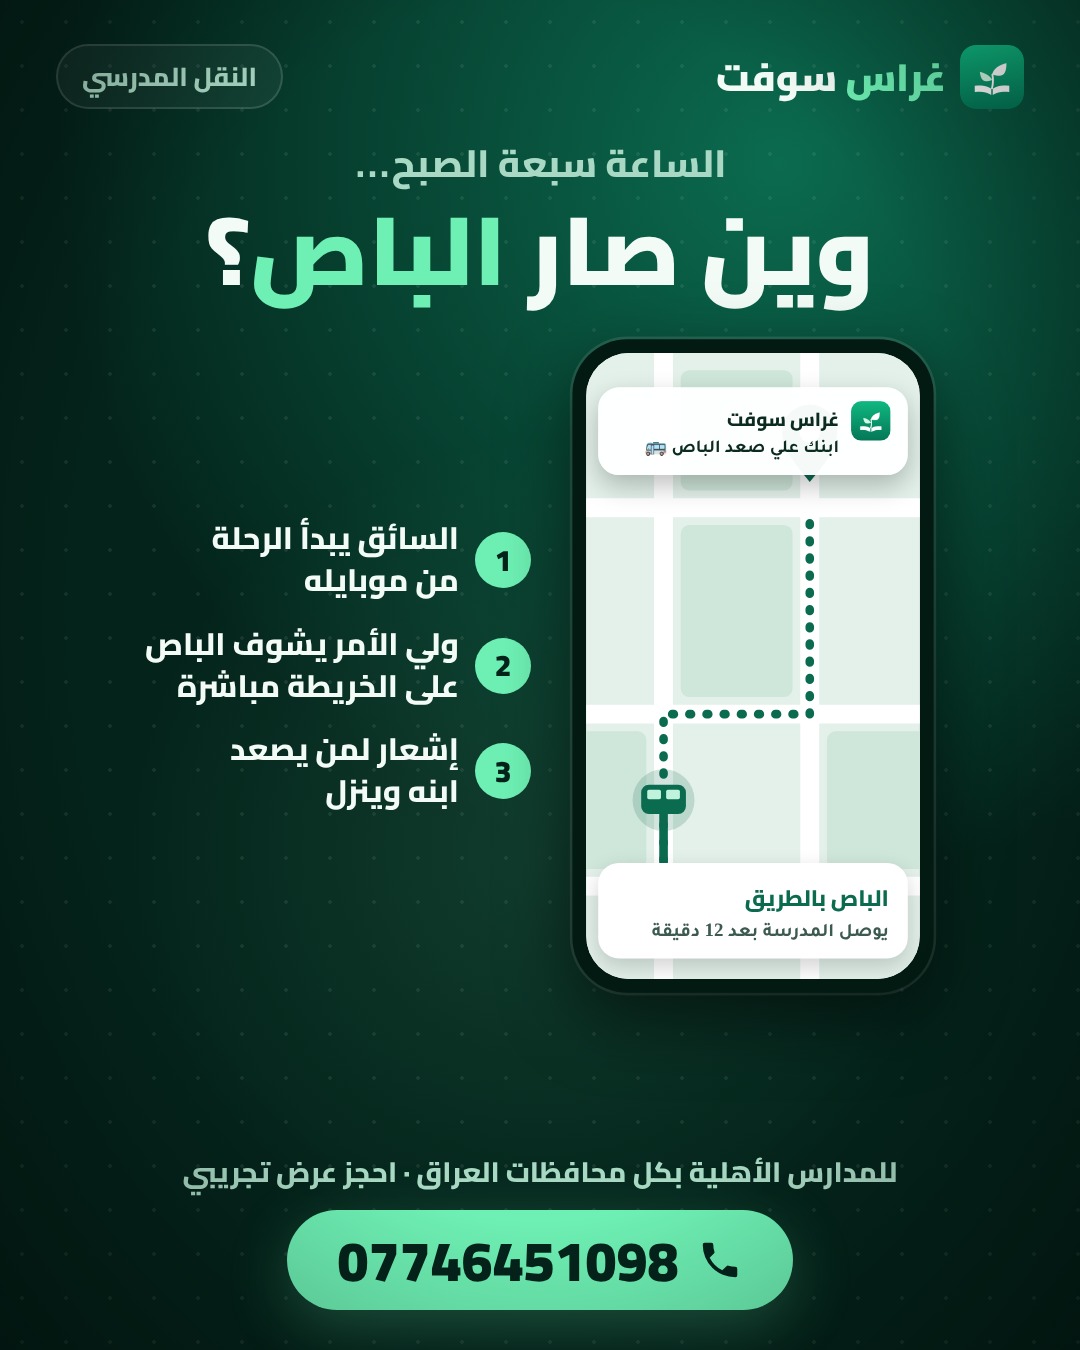 غراس سوفت
النقل المدرسي
الساعة سبعة الصبح...
وين صار الباص؟
غراس سوفت
ابنك علي صعد الباص 🚌
1
السائق يبدأ الرحلة
من موبايله
2
ولي الأمر يشوف الباص
على الخريطة مباشرة
3
إشعار لمن يصعد
ابنه وينزل
الباص بالطريق
يوصل المدرسة بعد 12 دقيقة
للمدارس الأهلية بكل محافظات العراق · احجز عرض تجريبي
07746451098